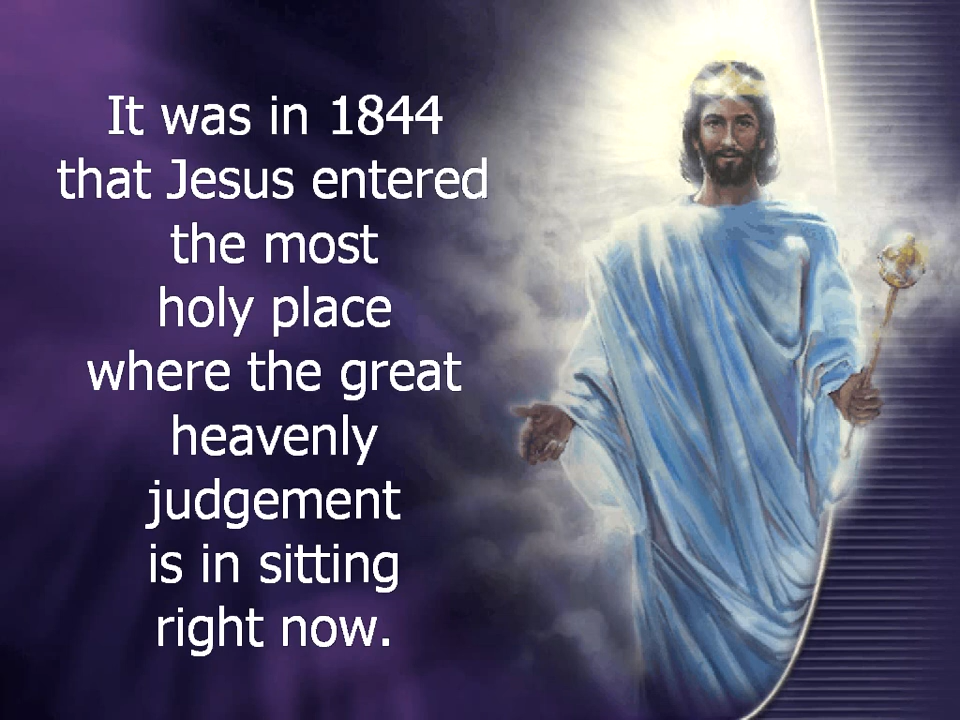 It was in 1844
that Jesus entered
the most
holy place
where the great
heavenly
judgement
is in sitting
right now.